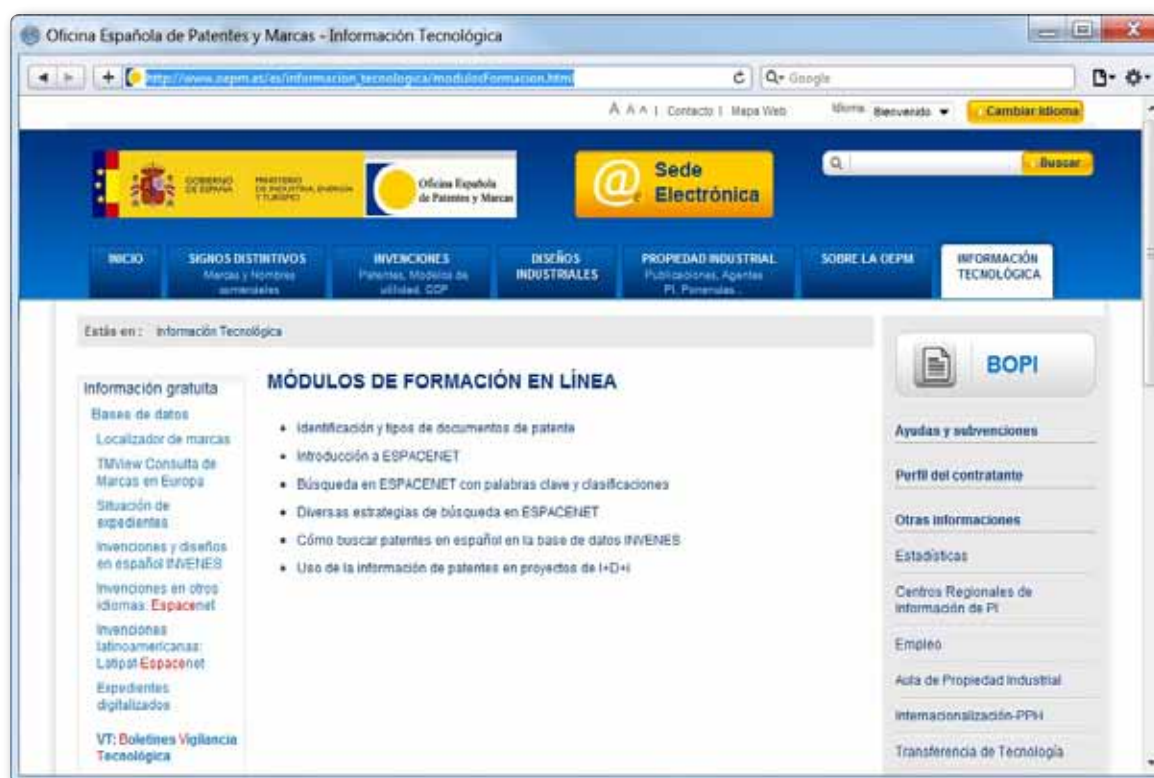 Oficina Española de Patentes y Marcas - Información Tecnológica
http://www.oepm.es/es/informacion_tecnologica/modulosFormacion.html
Google
A A A | Contacto | Mapa Web
Idioma Bienvenido
Cambiar Idioma
GOBIERNO
DE ESPAÑA
MINISTERIO
DE INDUSTRIA, ENERGÍA
Y TURISMO
Oficina Española
de Patentes y Marcas
@e
Sede
Electrónica
Buscar
INICIO
SIGNOS DISTINTIVOS
Marcas y Nombres
comerciales
INVENCIONES
Patentes, Modelos de
utilidad, CCP
DISEÑOS
INDUSTRIALES
PROPIEDAD INDUSTRIAL
Publicaciones, Agentes
PI, Ponencias...
SOBRE LA OEPM
INFORMACIÓN
TECNOLÓGICA
Estás en : Información Tecnológica
Información gratuita
Bases de datos
Localizador de marcas
TMView Consulta de
Marcas en Europa
Situación de
expedientes
Invenciones y diseños
en español INVENES
Invenciones en otros
idiomas: Espacenet
Invenciones
latinoamericanas:
Latipat-Espacenet
Expedientes
digitalizados
VT: Boletines Vigilancia
Tecnológica
MÓDULOS DE FORMACIÓN EN LÍNEA
• Identificación y tipos de documentos de patente
• Introducción a ESPACENET
• Búsqueda en ESPACENET con palabras clave y clasificaciones
• Diversas estrategias de búsqueda en ESPACENET
• Cómo buscar patentes en español en la base de datos INVENES
• Uso de la información de patentes en proyectos de I+D+i
BOPI
Ayudas y subvenciones
Perfil del contratante
Otras informaciones
Estadísticas
Centros Regionales de
información de PI
Empleo
Aula de Propiedad Industrial
Internacionalización-PPH
Transferencia de Tecnología